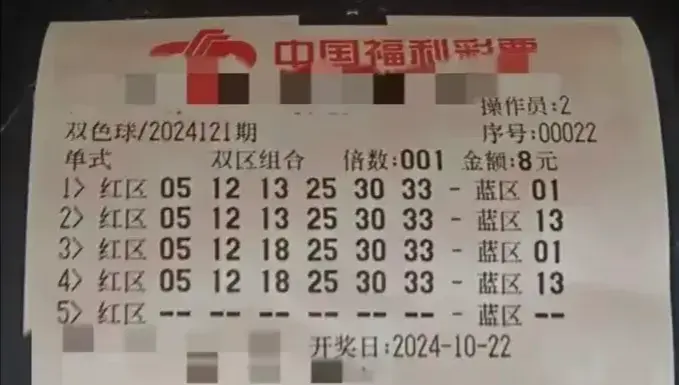 中国福利彩票
操作员:2
双色球/2024121期 序号:00022
单式 双区组合 倍数:001 金额:8元
1> 红区 05 12 13 25 30 33 - 蓝区 01
2> 红区 05 12 13 25 30 33 - 蓝区 13
3> 红区 05 12 18 25 30 33 - 蓝区 01
4> 红区 05 12 18 25 30 33 - 蓝区 13
5> 红区 -- -- -- -- -- -- - 蓝区 --
开奖日:2024-10-22